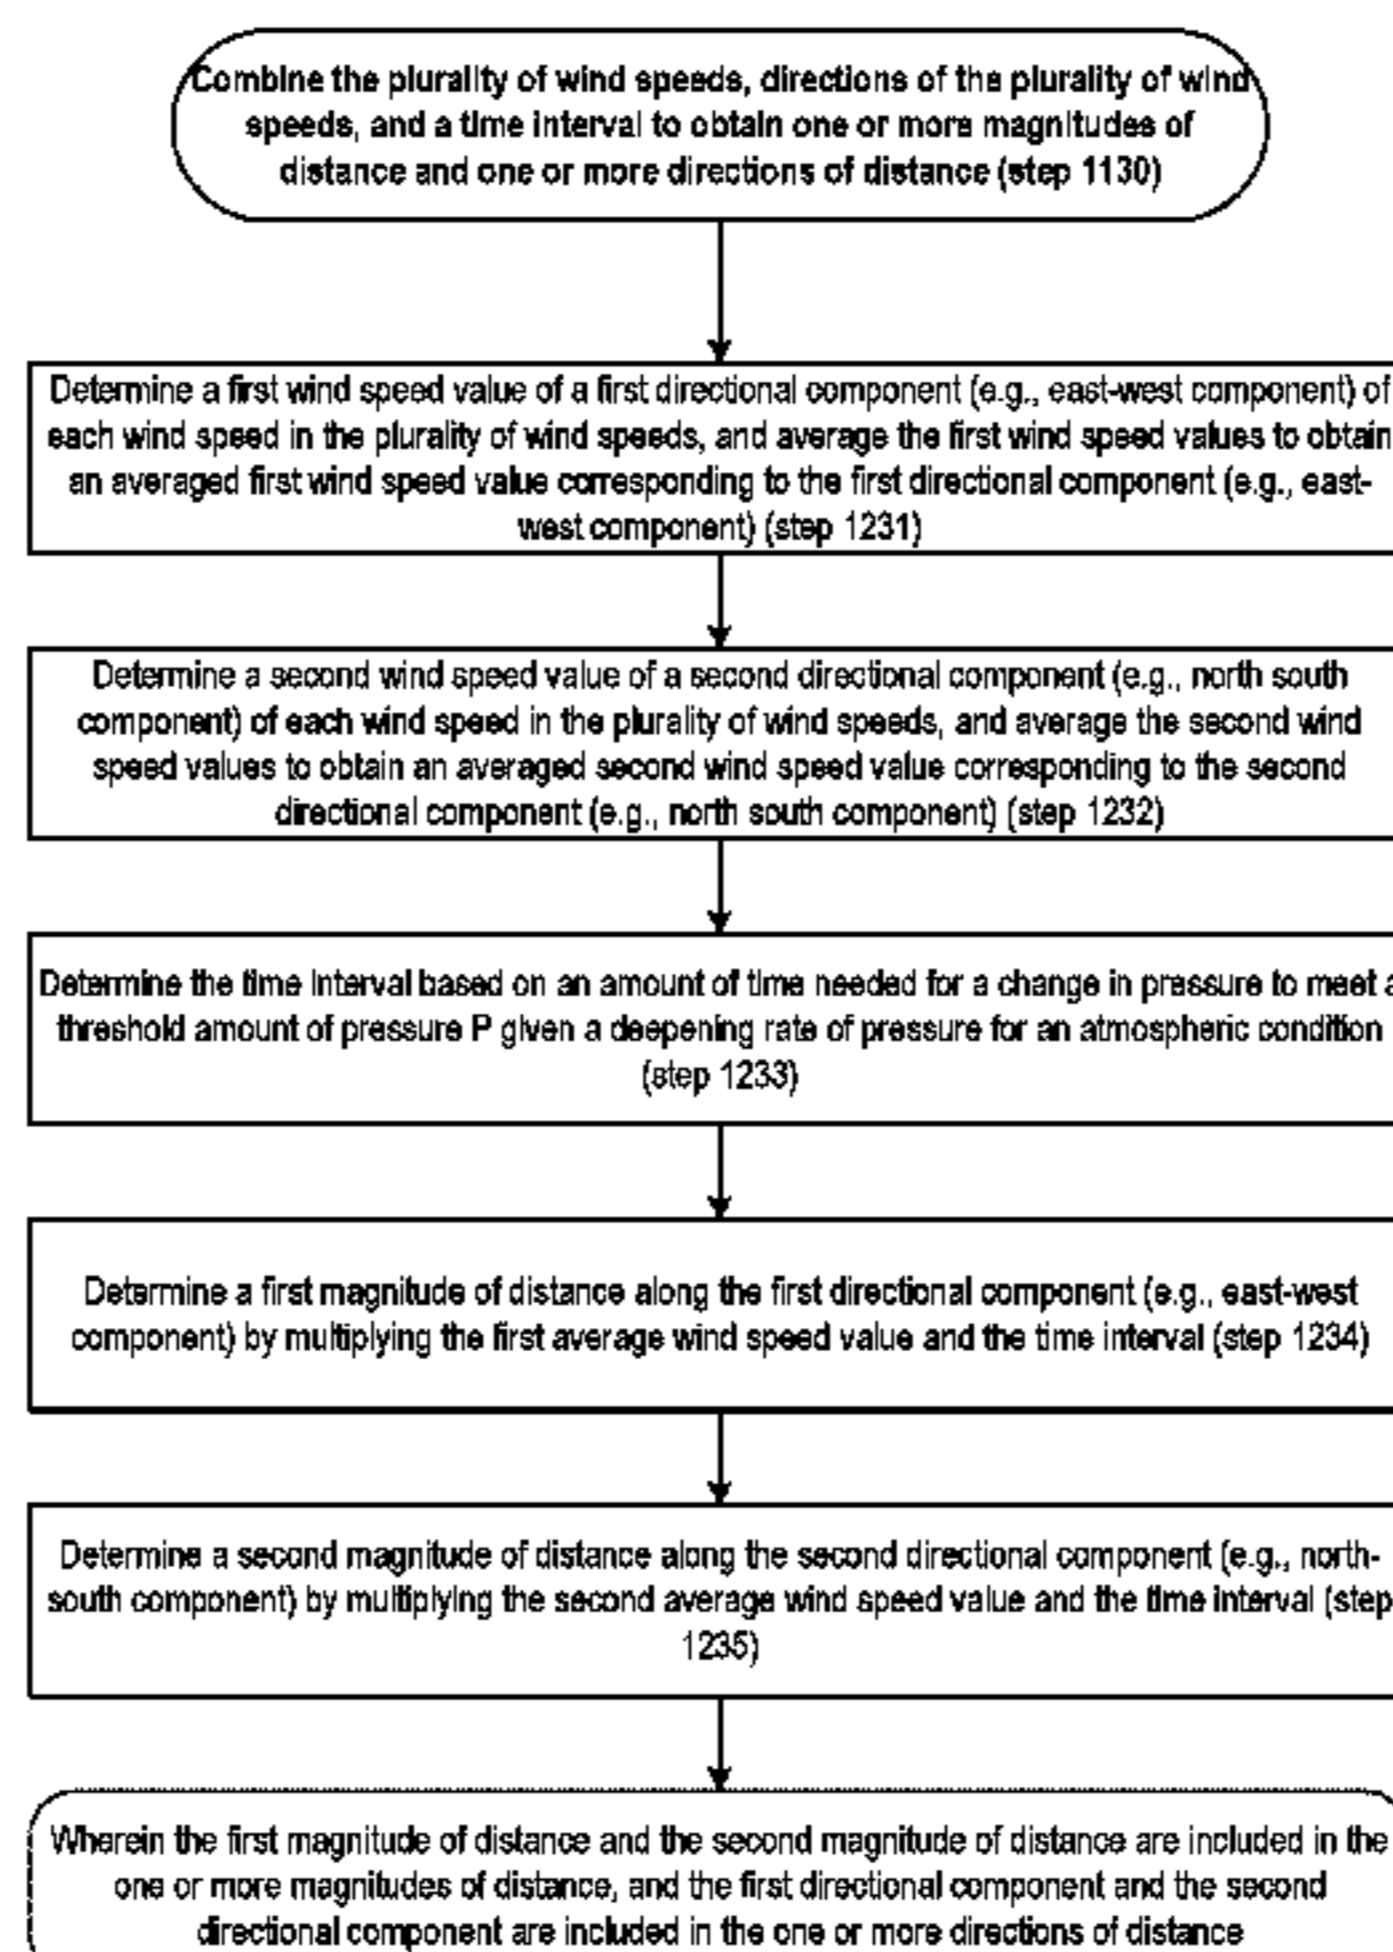 Combine the plurality of wind speeds, directions of the plurality of wind
speeds, and a time interval to obtain one or more magnitudes of
distance and one or more directions of distance (step 1130)
Determine a first wind speed value of a first directional component (e.g., east-west component) of
each wind speed in the plurality of wind speeds, and average the first wind speed values to obtain
an averaged first wind speed value corresponding to the first directional component (e.g., east-
west component) (step 1231)
Determine a second wind speed value of a second directional component (e.g., north south
component) of each wind speed in the plurality of wind speeds, and average the second wind
speed values to obtain an averaged second wind speed value corresponding to the second
directional component (e.g., north south component) (step 1232)
Determine the time interval based on an amount of time needed for a change in pressure to meet a
threshold amount of pressure P given a deepening rate of pressure for an atmospheric condition
(step 1233)
Determine a first magnitude of distance along the first directional component (e.g., east-west
component) by multiplying the first average wind speed value and the time interval (step 1234)
Determine a second magnitude of distance along the second directional component (e.g., north-
south component) by multiplying the second average wind speed value and the time interval (step
1235)
Wherein the first magnitude of distance and the second magnitude of distance are included in the
one or more magnitudes of distance, and the first directional component and the second
directional component are included in the one or more directions of distance